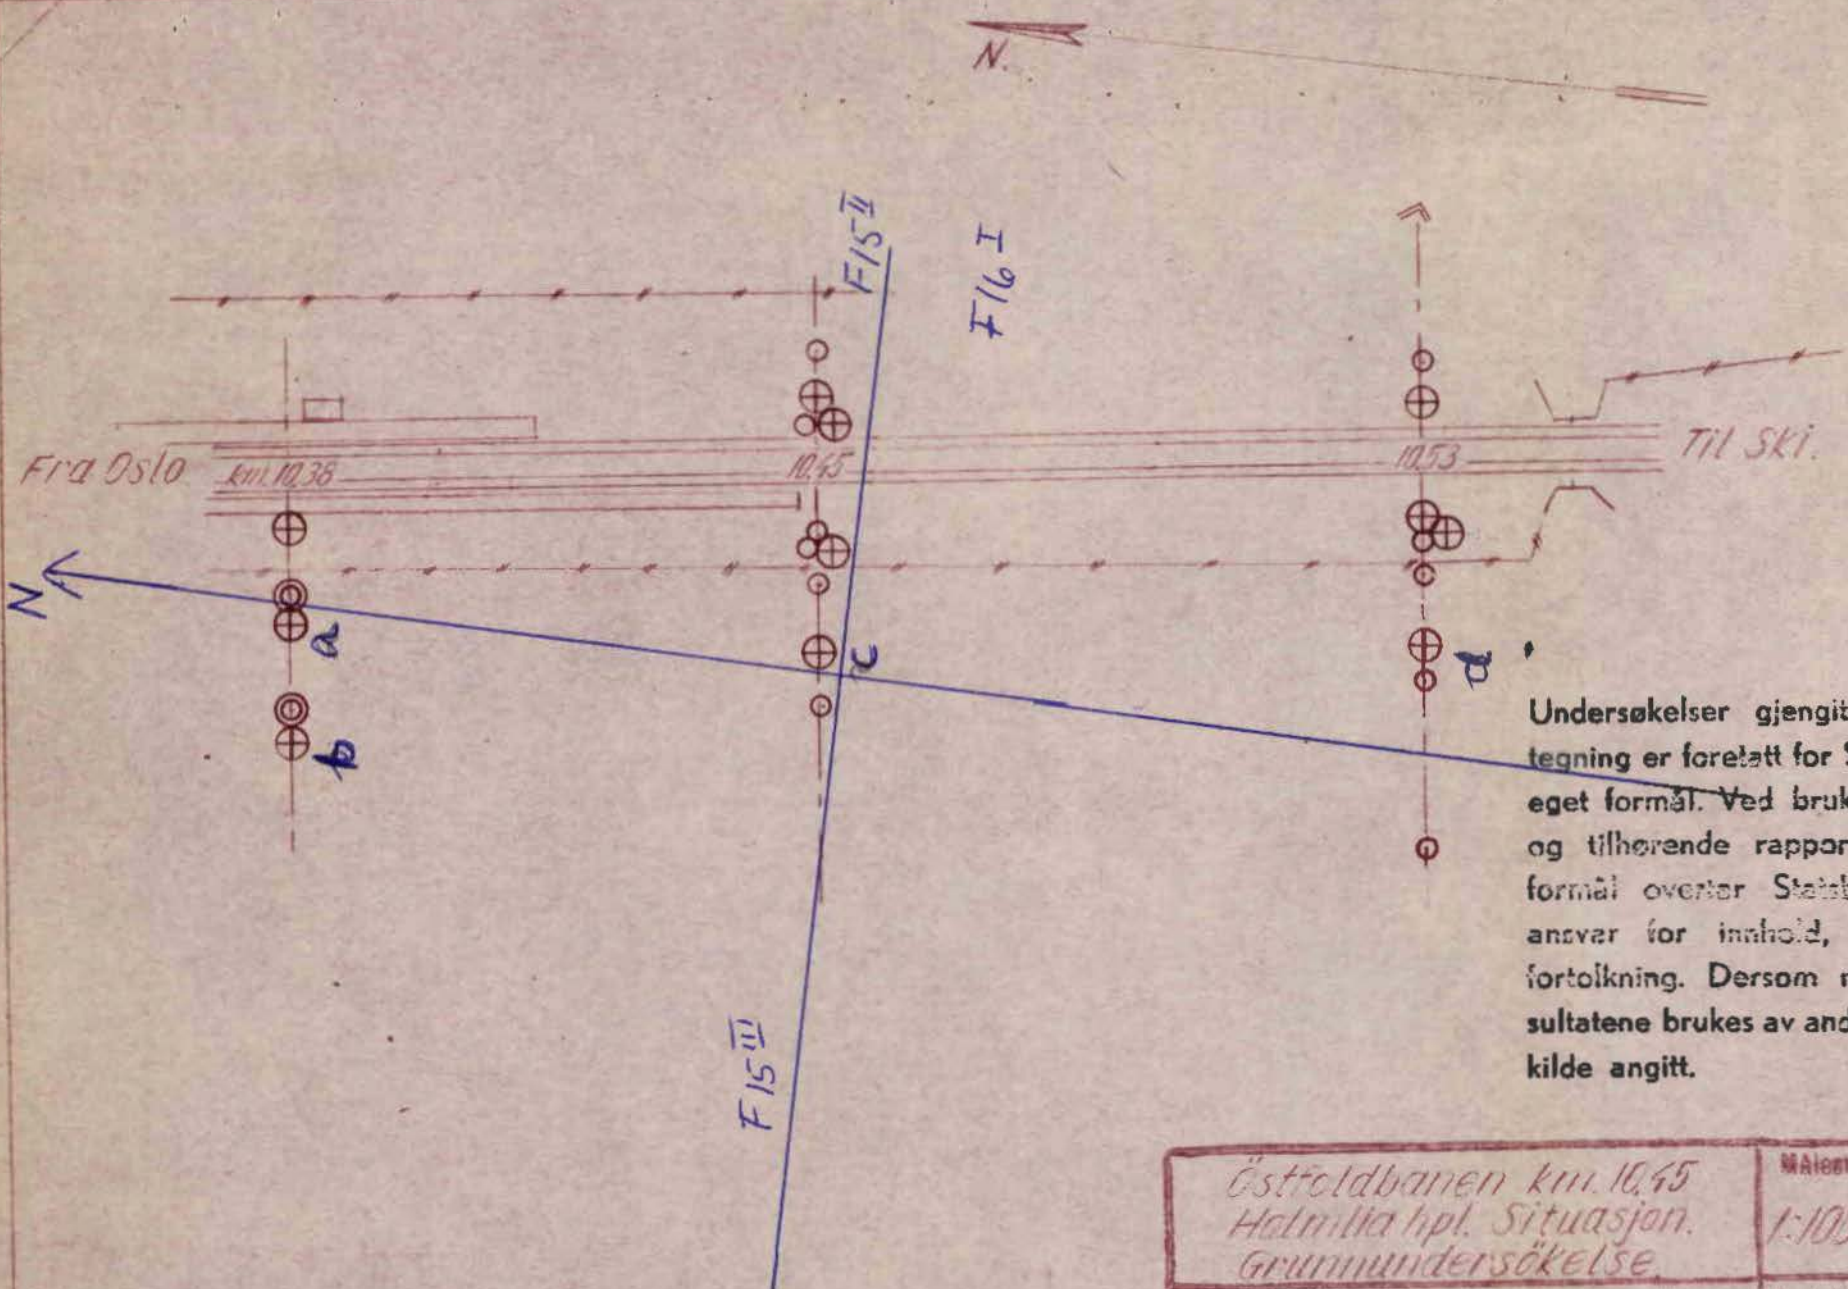 N.
F15 II
F16 I
Fra Oslo
km 10.38
10.45
10.53
Til Ski.
N
a
b
c
d
Undersøkelser gjengit
tegning er foretatt for
eget formål. Ved bruk
og tilhørende rappor
formål overtar
ansvar for innhold,
fortolkning. Dersom
sultatene brukes av and
kilde angitt.
F15 III
Östfoldbanen km. 10.45
Holmlia hpl. Situasjon.
Grunnundersökelse.